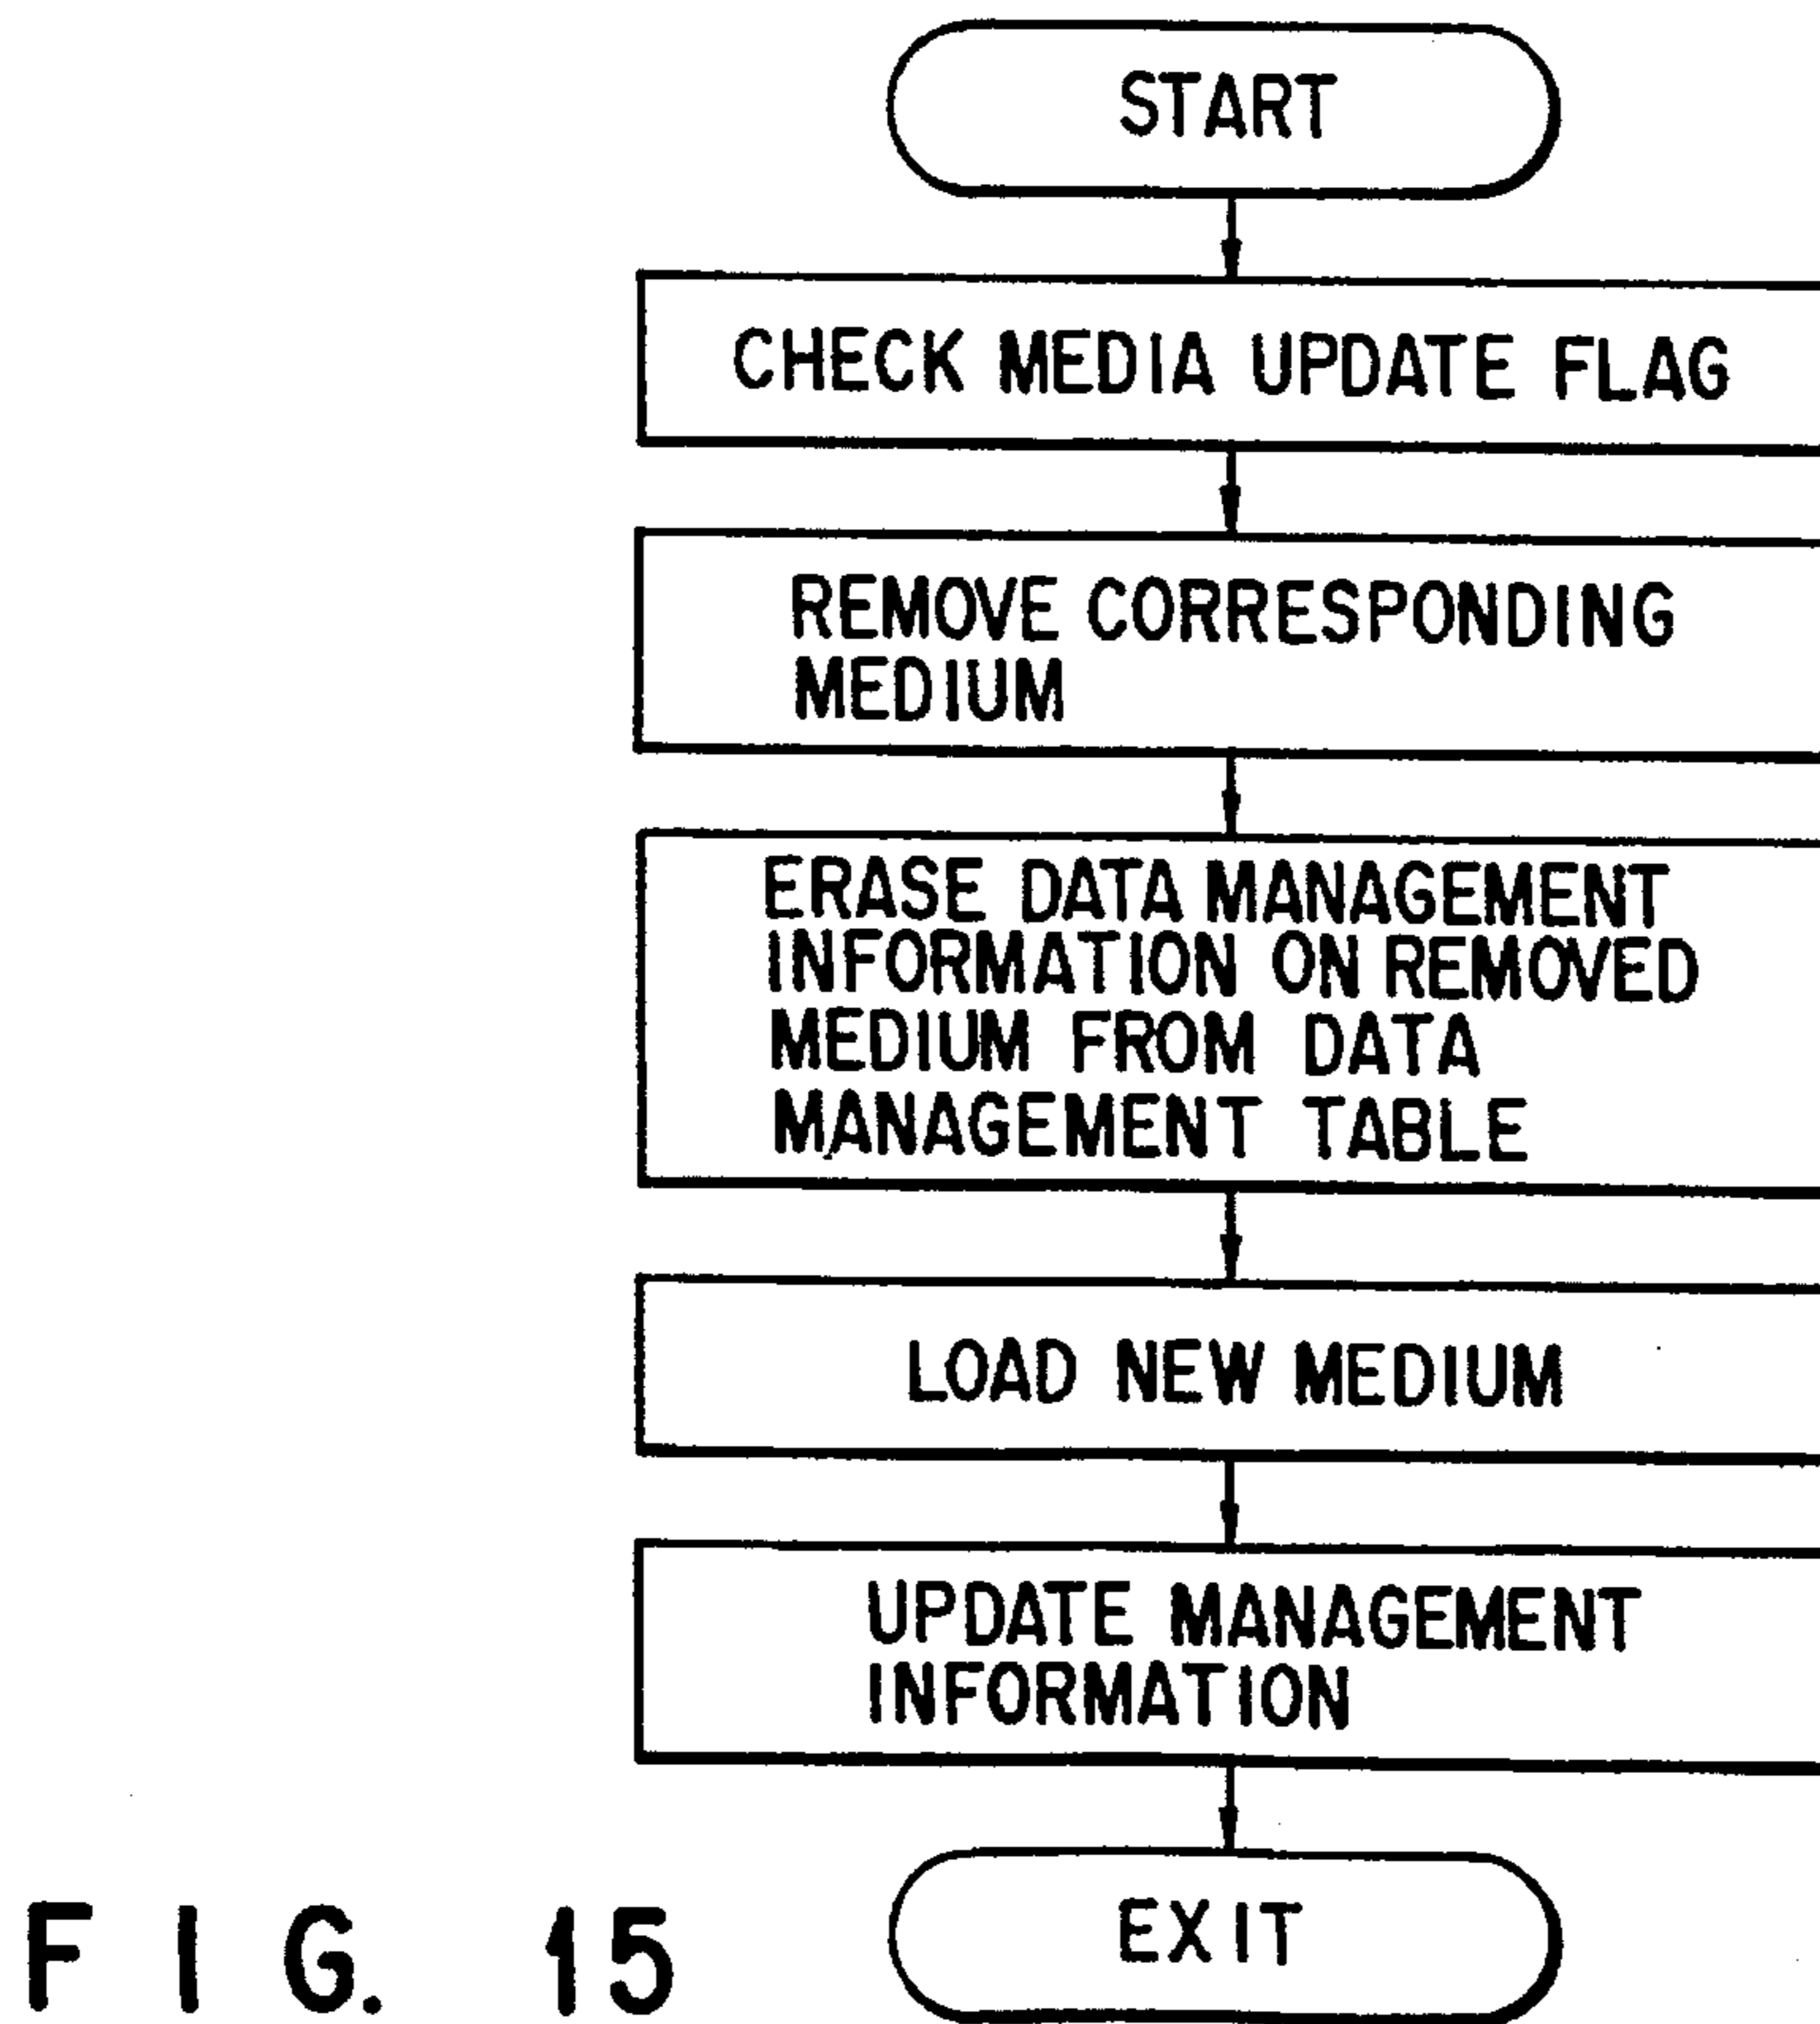 START
CHECK MEDIA UPDATE FLAG
REMOVE CORRESPONDING
MEDIUM
ERASE DATA MANAGEMENT
INFORMATION ON REMOVED
MEDIUM FROM DATA
MANAGEMENT TABLE
LOAD NEW MEDIUM
UPDATE MANAGEMENT
INFORMATION
EXIT
FIG. 15